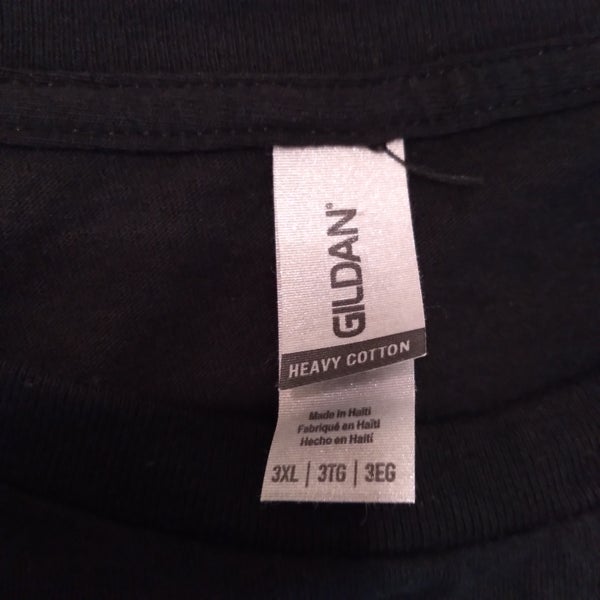 GILDAN®
HEAVY COTTON
Made in Haiti
Fabriqué en Haïti
Hecho en Haití
3XL | 3TG | 3EG